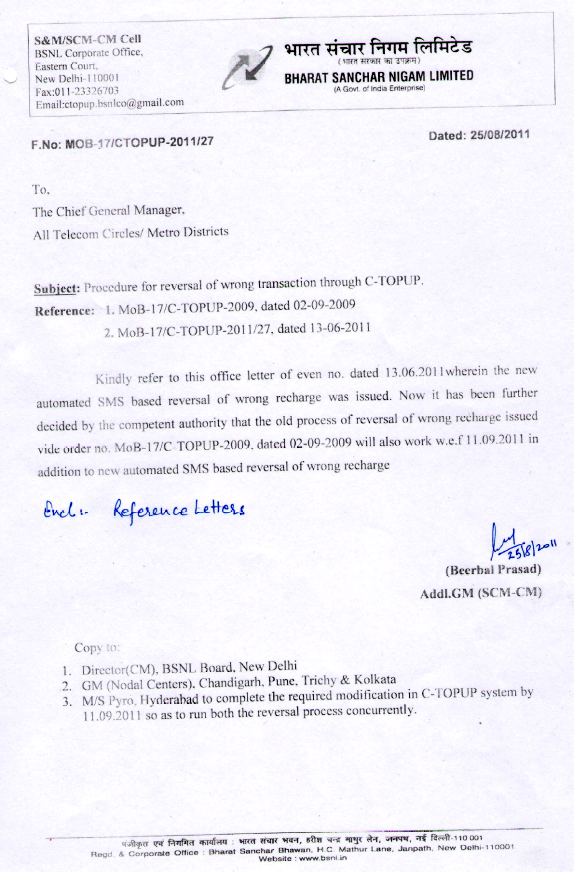 S&M/SCM-CM Cell
BSNL Corporate Office,
Eastern Court,
New Delhi-110001
Fax:011-23326703
Email:ctopup.bsnlco@gmail.com
भारत संचार निगम लिमिटेड
(भारत सरकार का उपक्रम)
BHARAT SANCHAR NIGAM LIMITED
(A Govt. of India Enterprise)
F.No: MOB-17/CTOPUP-2011/27
Dated: 25/08/2011
To,
The Chief General Manager,
All Telecom Circles/ Metro Districts
Subject: Procedure for reversal of wrong transaction through C-TOPUP.
Reference: 1. MoB-17/C-TOPUP-2009, dated 02-09-2009
2. MoB-17/C-TOPUP-2011/27, dated 13-06-2011
Kindly refer to this office letter of even no. dated 13.06.2011wherein the new
automated SMS based reversal of wrong recharge was issued. Now it has been further
decided by the competent authority that the old process of reversal of wrong recharge issued
vide order no. MoB-17/C-TOPUP-2009, dated 02-09-2009 will also work w.e.f 11.09.2011 in
addition to new automated SMS based reversal of wrong recharge
Encl:- Reference Letters
25/8/2011
(Beerbal Prasad)
Addl.GM (SCM-CM)
Copy to:
1. Director(CM), BSNL Board, New Delhi
2. GM (Nodal Centers), Chandigarh, Pune, Trichy & Kolkata
3. M/S Pyro, Hyderabad to complete the required modification in C-TOPUP system by
11.09.2011 so as to run both the reversal process concurrently.
पंजीकृत एवं निगमित कार्यालय : भारत संचार भवन, हरीश चन्द्र माथुर लेन, जनपथ, नई दिल्ली-110 001
Regd. & Corporate Office : Bharat Sanchar Bhawan, H.C. Mathur Lane, Janpath, New Delhi-110001
Website : www.bsnl.in